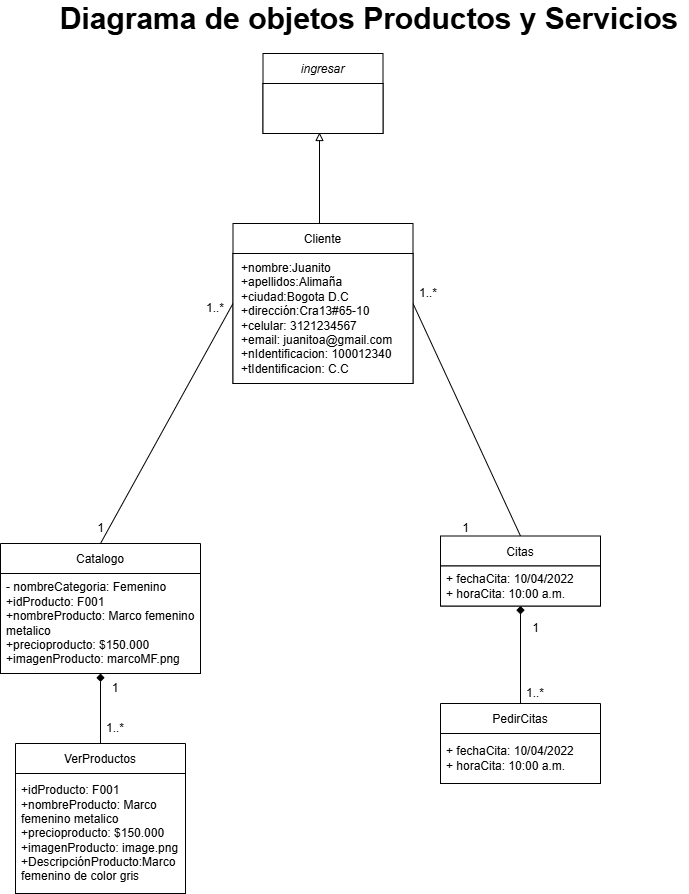 Diagrama de objetos Productos y Servicios
ingresar
Cliente
+nombre:Juanito
+apellidos:Alimaña
+ciudad:Bogota D.C
+dirección:Cra13#65-10
+celular: 3121234567
+email: juanitoa@gmail.com
+nIdentificacion: 100012340
+tIdentificacion: C.C
1..*
1..*
1
1
Catalogo
- nombreCategoria: Femenino
+idProducto: F001
+nombreProducto: Marco femenino
metalico
+precioproducto: $150.000
+imagenProducto: marcoMF.png
1
1..*
VerProductos
+idProducto: F001
+nombreProducto: Marco
femenino metalico
+precioproducto: $150.000
+imagenProducto: image.png
+DescripciónProducto:Marco
femenino de color gris
Citas
+ fechaCita: 10/04/2022
+ horaCita: 10:00 a.m.
1
1..*
PedirCitas
+ fechaCita: 10/04/2022
+ horaCita: 10:00 a.m.